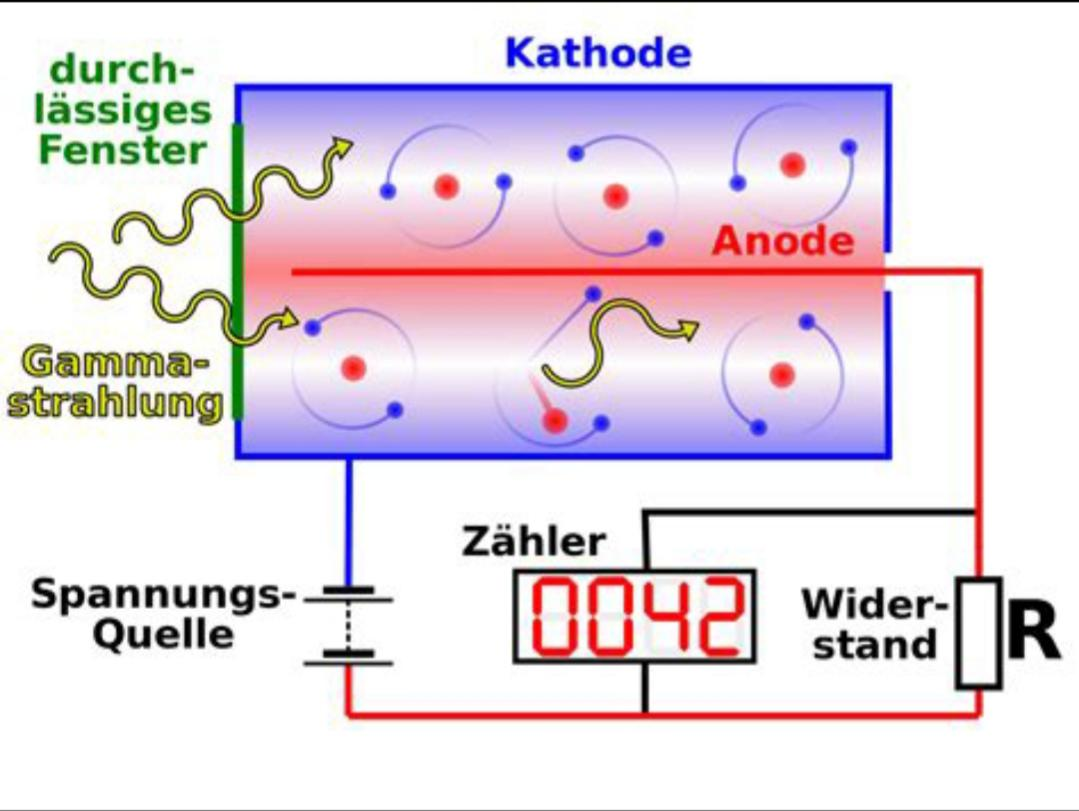 Kathode
durch-
lässiges
Fenster
Anode
Gamma-
strahlung
Zähler
0042
Spannungs-
Quelle
Wider-
stand
R